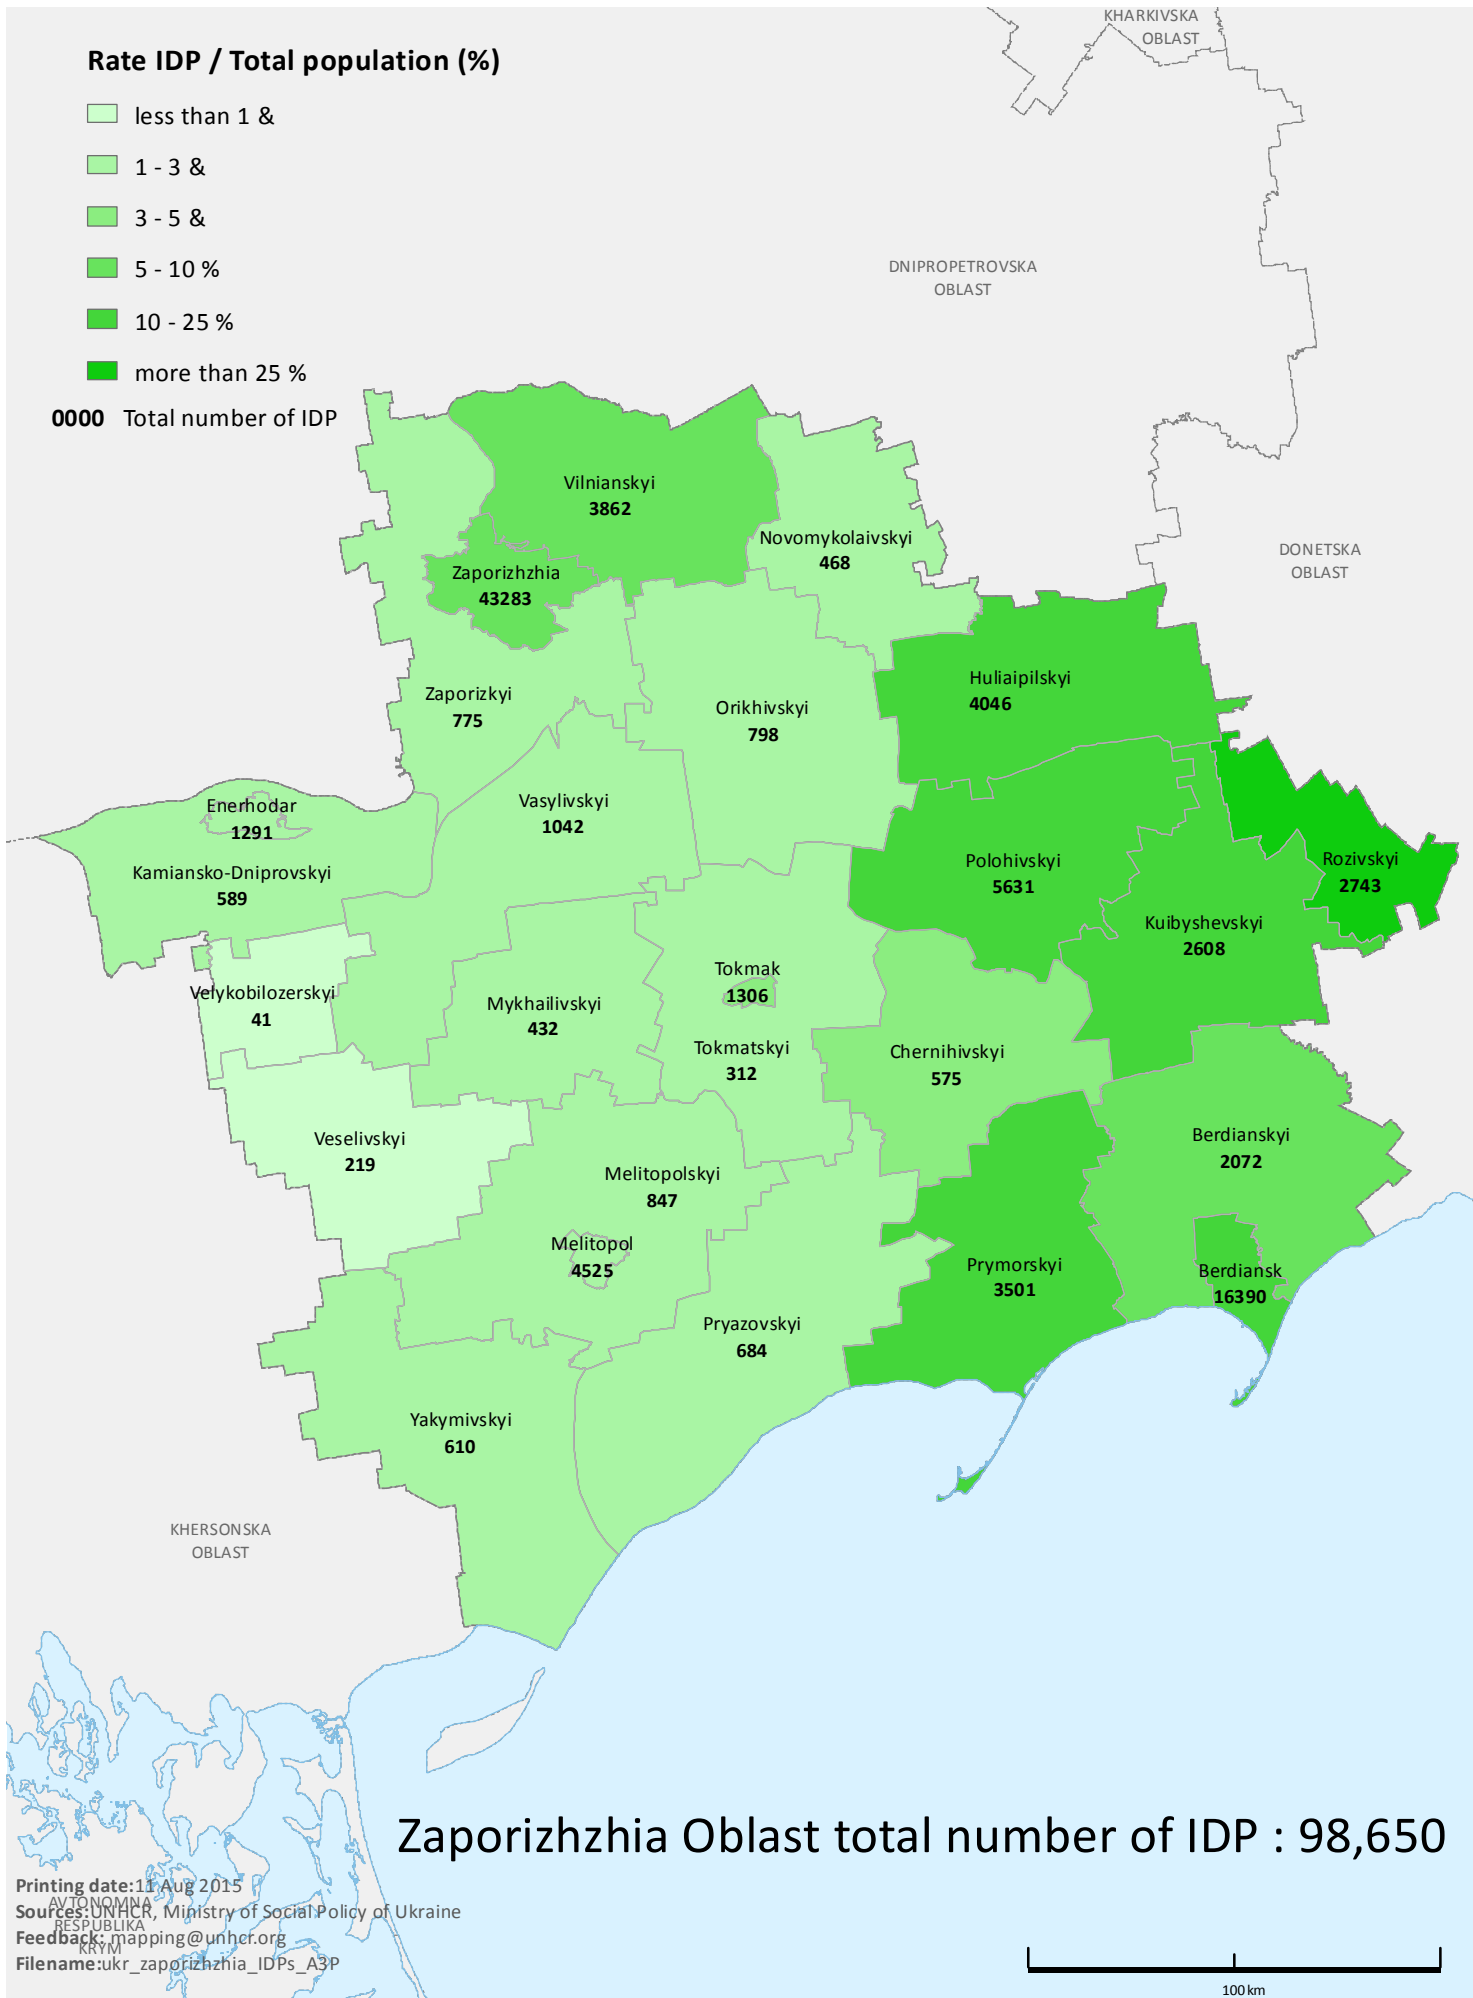 KHARKIVSKA
OBLAST
Rate IDP / Total population (%)
less than 1 &
1 - 3 &
3 - 5 &
5 - 10 %
10 - 25 %
more than 25 %
0000 Total number of IDP
DNIPROPETROVSKA
OBLAST
DONETSKA
OBLAST
Vilnianskyi
3862
Novomykolaivskyi
468
Zaporizhzhia
43283
Zaporizkyi
775
Orikhivskyi
798
Huliaipilskyi
4046
Enerhodar
1291
Vasylivskyi
1042
Kamiansko-Dniprovskyi
589
Polohivskyi
5631
Rozivskyi
2743
Kuibyshevskyi
2608
Velykobilozerskyi
41
Mykhailivskyi
432
Tokmak
1306
Tokmatskyi
312
Chernihivskyi
575
Veselivskyi
219
Melitopolskyi
847
Berdianskyi
2072
Melitopol
4525
Prymorskyi
3501
Berdiansk
16390
Pryazovskyi
684
Yakymivskyi
610
KHERSONSKA
OBLAST
Zaporizhzhia Oblast total number of IDP : 98,650
AVTONOMNA
RESPUBLIKA
KRYM
Printing date:11 Aug 2015
Sources:UNHCR, Ministry of Social Policy of Ukraine
Feedback: mapping@unhcr.org
Filename:ukr_zaporizhzhia_IDPs_A3P
100 km